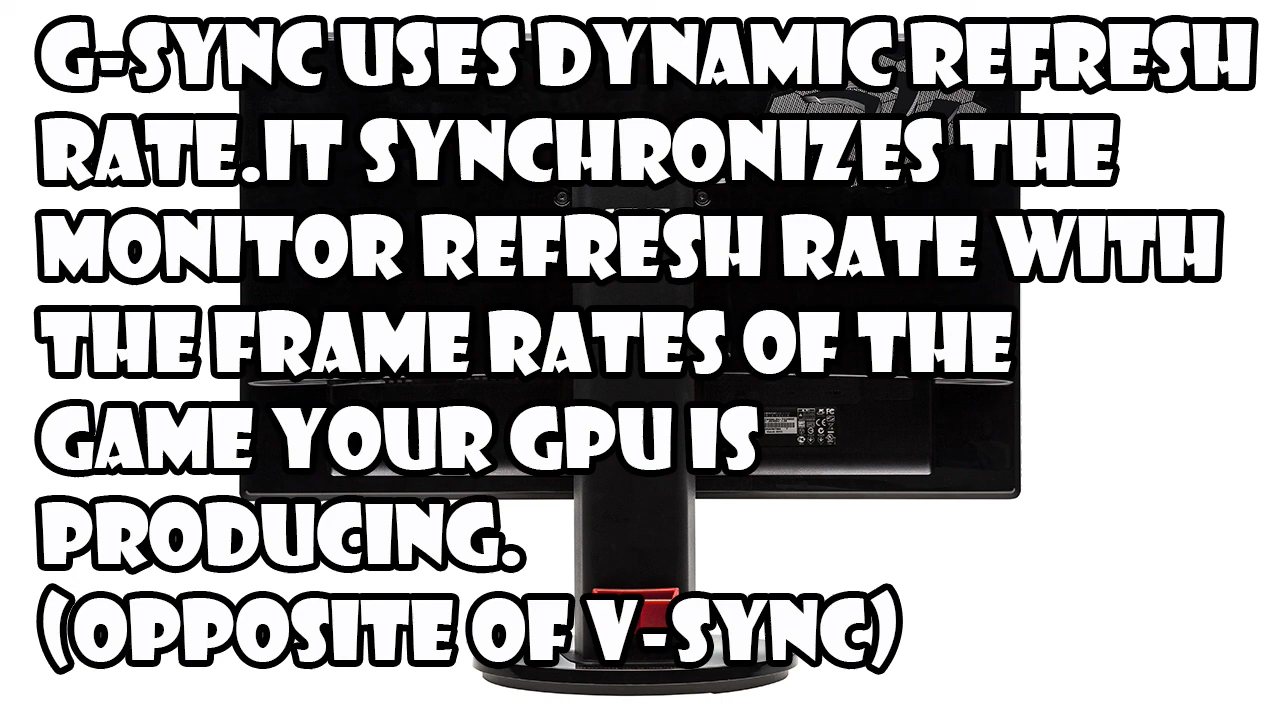 G-SYNC USES DYNAMIC REFRESH
RATE.IT SYNCHRONIZES THE
MONITOR REFRESH RATE WITH
THE FRAME RATES OF THE
GAME YOUR GPU IS
PRODUCING.
(OPPOSITE OF V-SYNC)